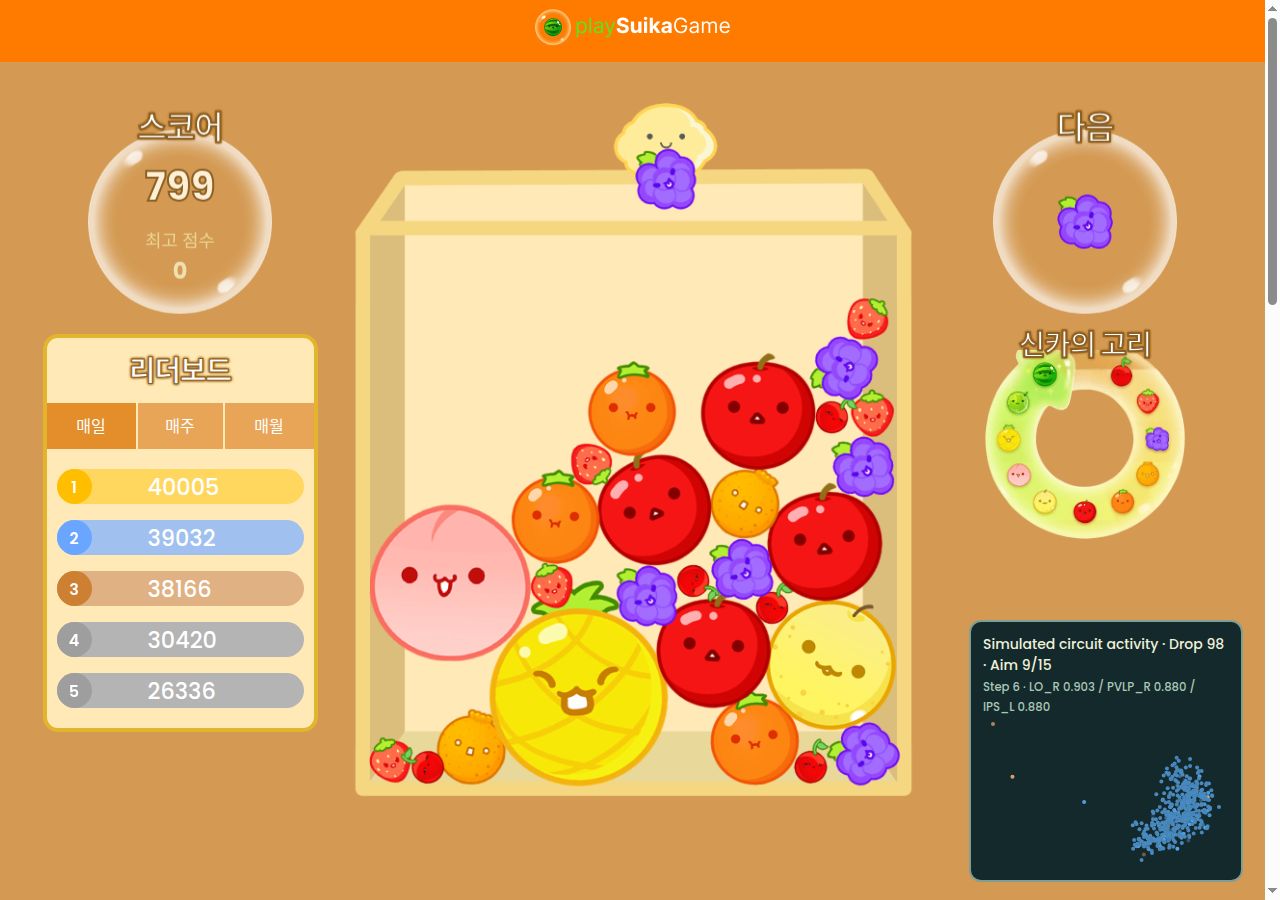 playSuikaGame
스코어
799
최고 점수
0
다음
리더보드
매일 매주 매월
1 40005
2 39032
3 38166
4 30420
5 26336
신카의 고리
Simulated circuit activity · Drop 98
· Aim 9/15
Step 6 · LO_R 0.903 / PVLP_R 0.880 /
IPS_L 0.880